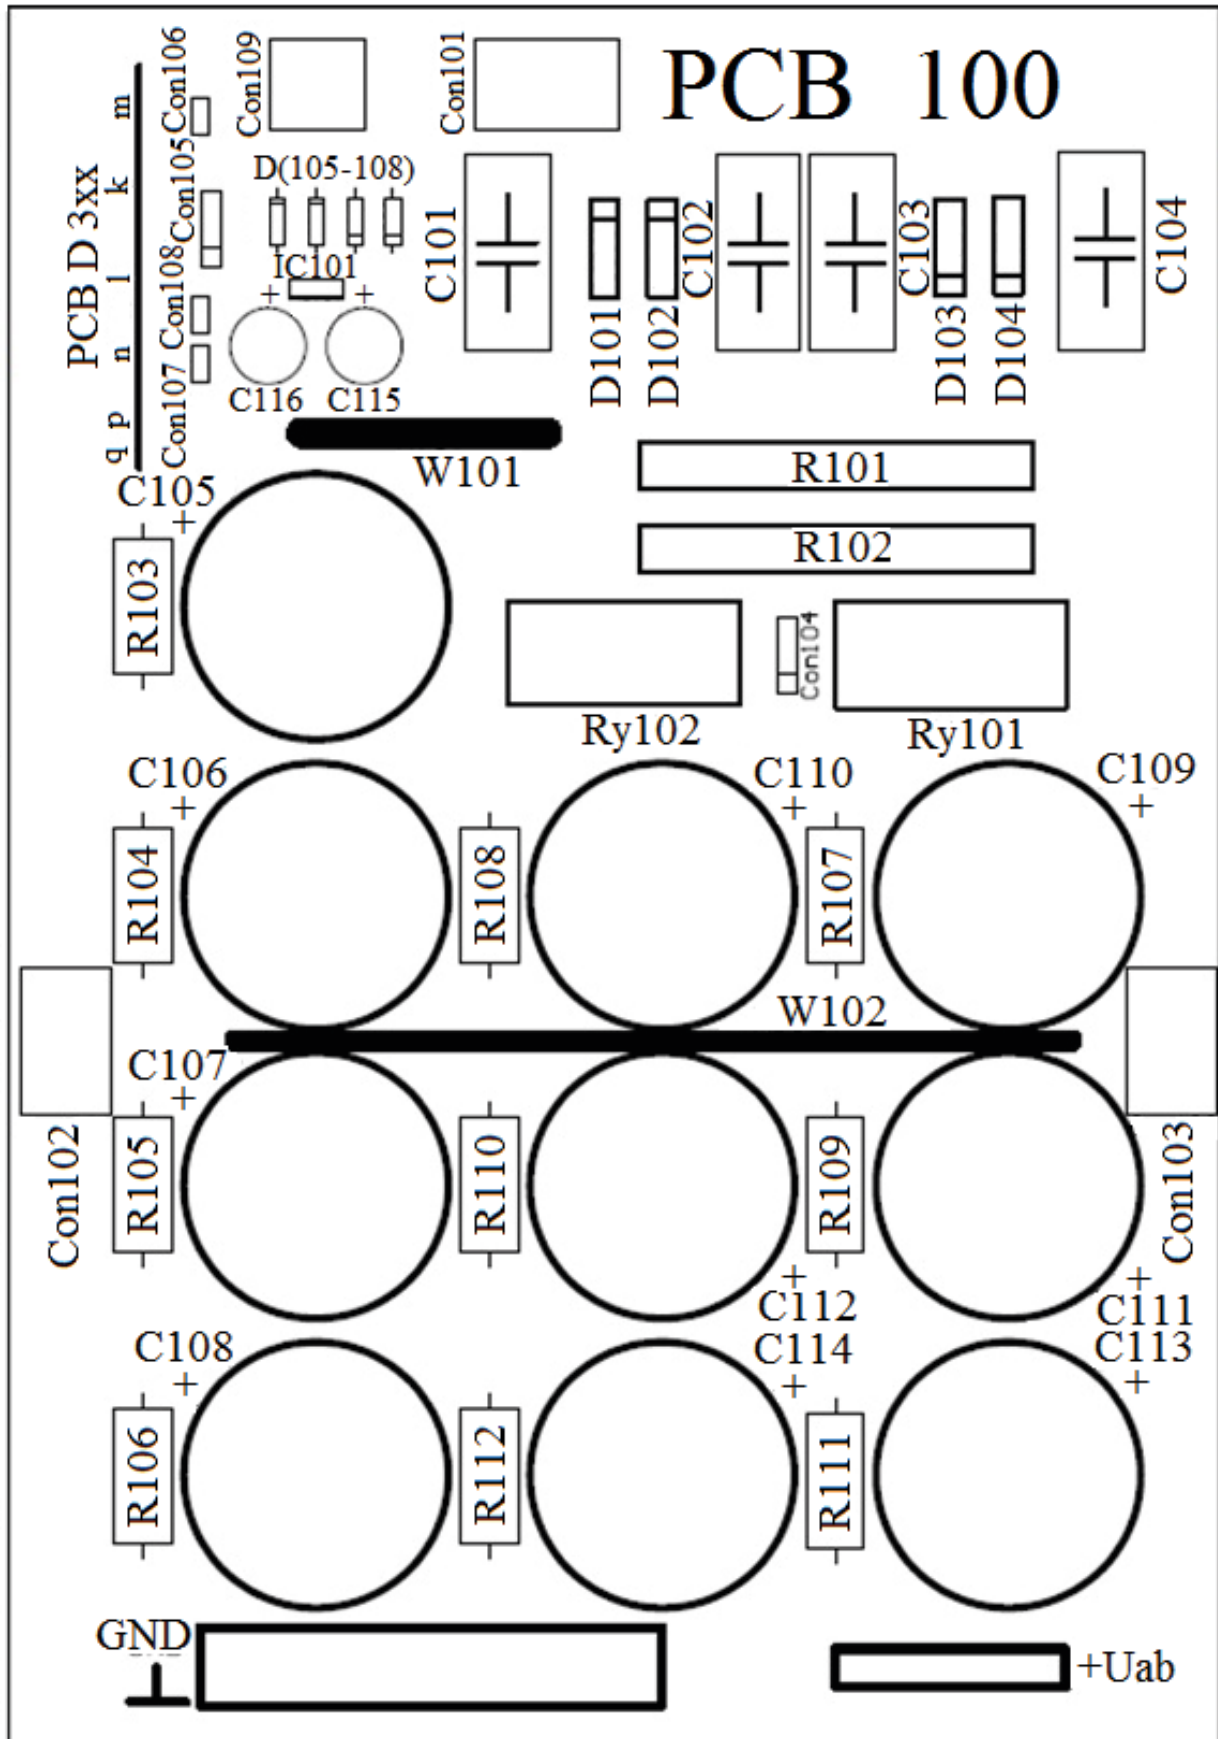 PCB 100
Con106
Con109
Con101
PCB D 3xx
m
k
l
n
p
q
Con105
Con108
Con107
D(105-108)
IC101
+
+
C116
C115
C101
D101
D102
C102
C103
D103
D104
C104
W101
R101
R102
C105
+
R103
Con104
Ry102
Ry101
C106
+
C110
+
C109
+
R104
R108
R107
W102
C107
+
Con102
R105
R110
R109
Con103
+
C112
+
C111
C108
+
C114
+
C113
+
R106
R112
R111
GND
+Uab